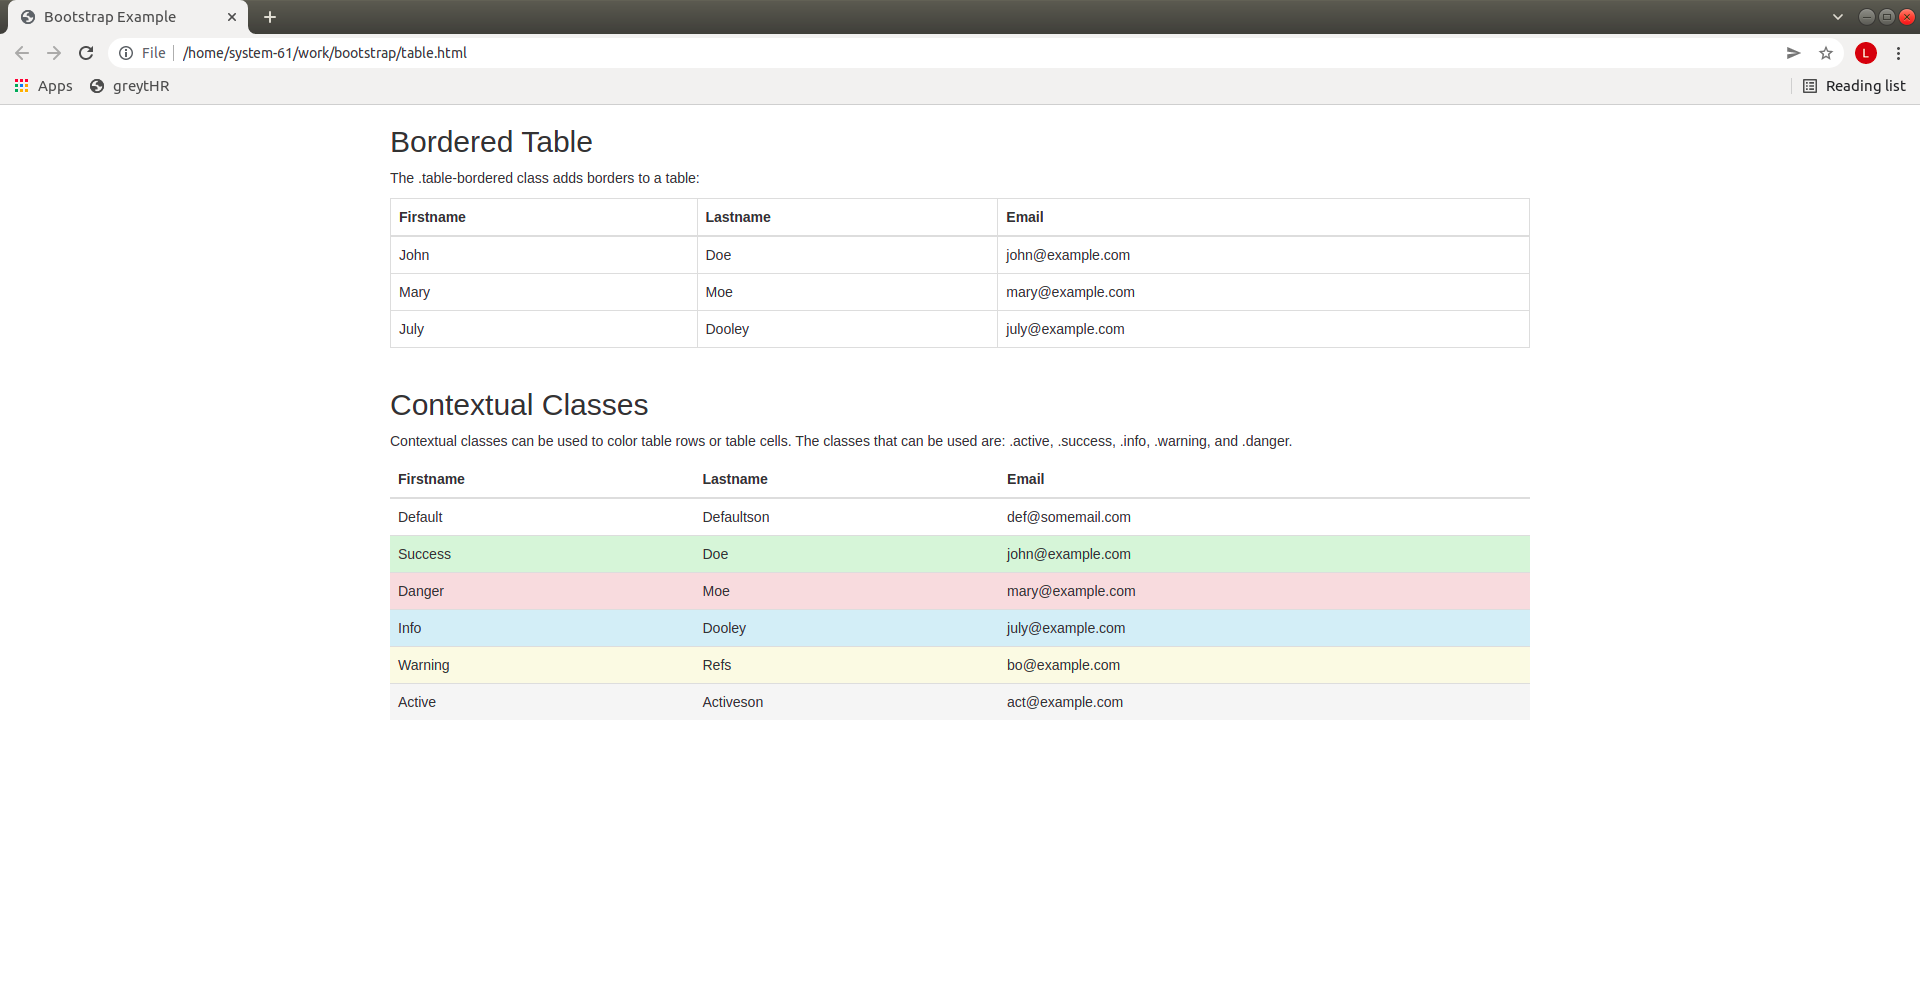 Bootstrap Example
File /home/system-61/work/bootstrap/table.html
L
Apps greytHR Reading list
Bordered Table
The .table-bordered class adds borders to a table:
Firstname Lastname Email
John Doe john@example.com
Mary Moe mary@example.com
July Dooley july@example.com
Contextual Classes
Contextual classes can be used to color table rows or table cells. The classes that can be used are: .active, .success, .info, .warning, and .danger.
Firstname Lastname Email
Default Defaultson def@somemail.com
Success Doe john@example.com
Danger Moe mary@example.com
Info Dooley july@example.com
Warning Refs bo@example.com
Active Activeson act@example.com